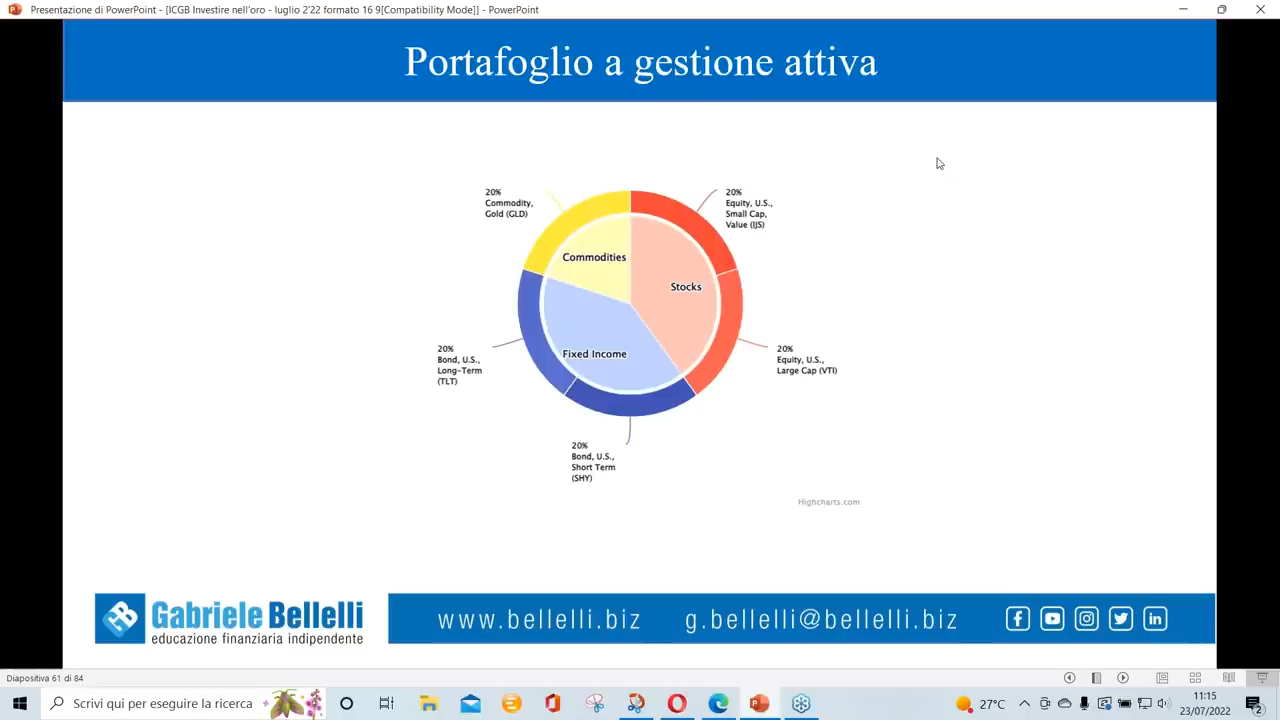 Presentazione di PowerPoint - [ICGB Investire nell'oro - luglio 2'22 formato 16 9[Compatibility Mode]] - PowerPoint
Portafoglio a gestione attiva
20%
Commodity,
Gold (GLD)
20%
Equity, U.S.,
Small Cap,
Value (IJS)
Commodities
Stocks
Fixed Income
20%
Bond, U.S.,
Long-Term
(TLT)
20%
Equity, U.S.,
Large Cap (VTI)
20%
Bond, U.S.,
Short Term
(SHY)
Highcharts.com
Gabriele Bellelli
educazione finanziaria indipendente
www.bellelli.biz g.bellelli@bellelli.biz
Diapositiva 61 di 84
Scrivi qui per eseguire la ricerca
27°C
11:15
23/07/2022
2